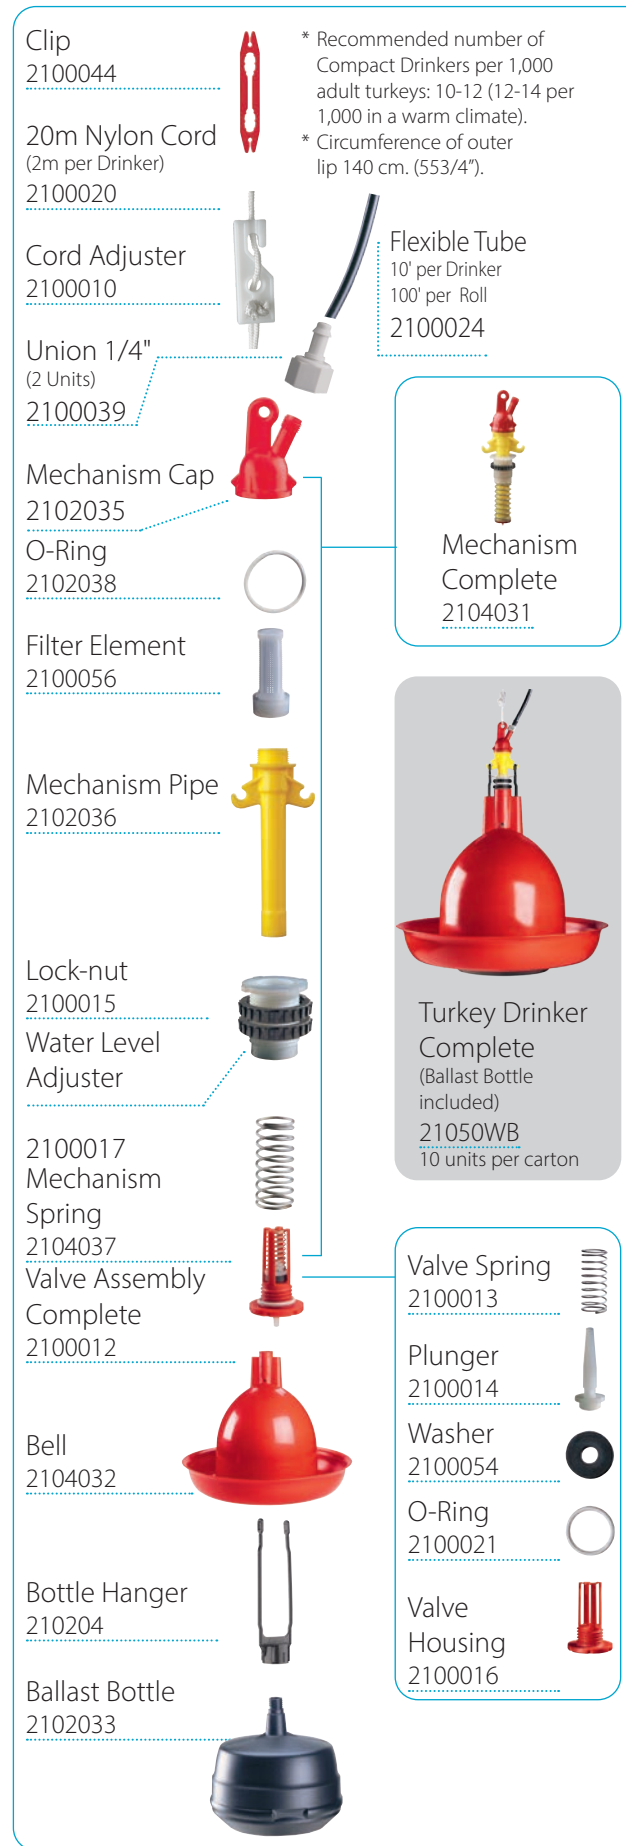 Clip
2100044
* Recommended number of
Compact Drinkers per 1,000
adult turkeys: 10-12 (12-14 per
1,000 in a warm climate).
* Circumference of outer
lip 140 cm. (553/4”).
20m Nylon Cord
(2m per Drinker)
2100020
Cord Adjuster
2100010
Flexible Tube
10' per Drinker
100' per Roll
2100024
Union 1/4"
(2 Units)
2100039
Mechanism Cap
2102035
O-Ring
2102038
Filter Element
2100056
Mechanism Pipe
2102036
Lock-nut
2100015
Water Level
Adjuster
2100017
Mechanism
Spring
2104037
Valve Assembly
Complete
2100012
Bell
2104032
Bottle Hanger
210204
Ballast Bottle
2102033
Mechanism
Complete
2104031
Turkey Drinker
Complete
(Ballast Bottle
included)
21050WB
10 units per carton
Valve Spring
2100013
Plunger
2100014
Washer
2100054
O-Ring
2100021
Valve
Housing
2100016